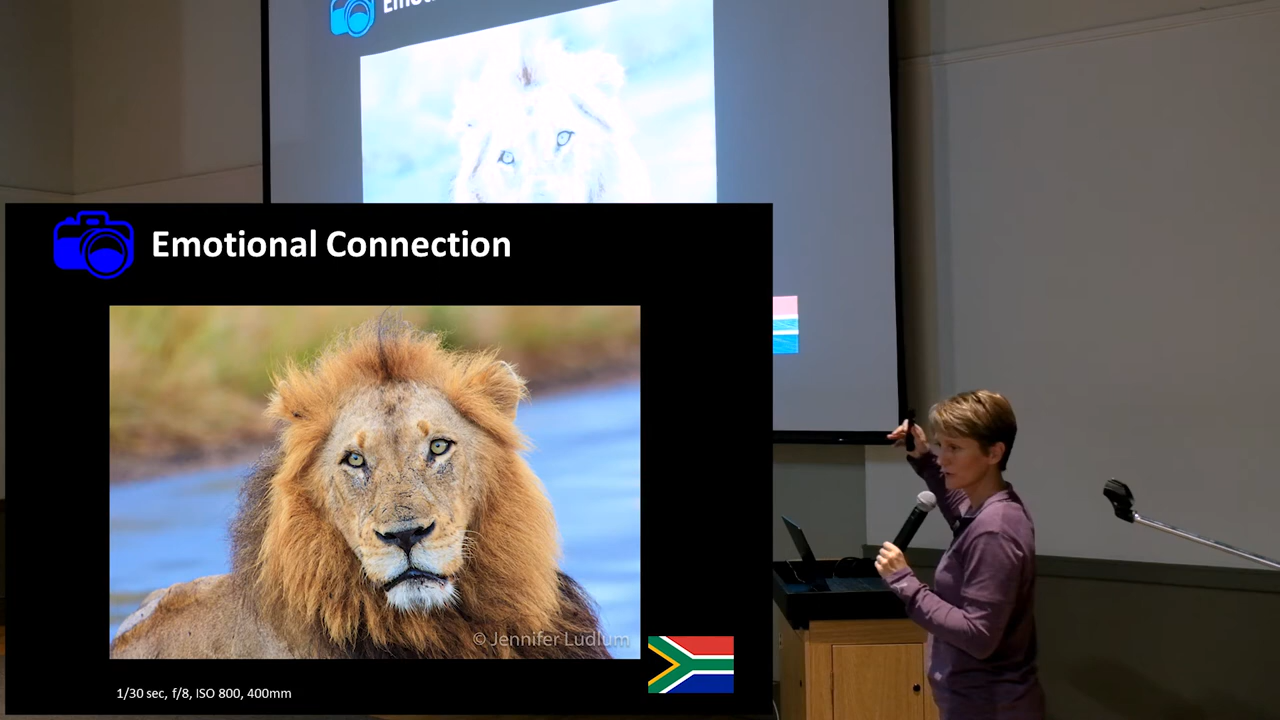 Emotional Connection
© Jennifer Ludlum
1/30 sec, f/8, ISO 800, 400mm